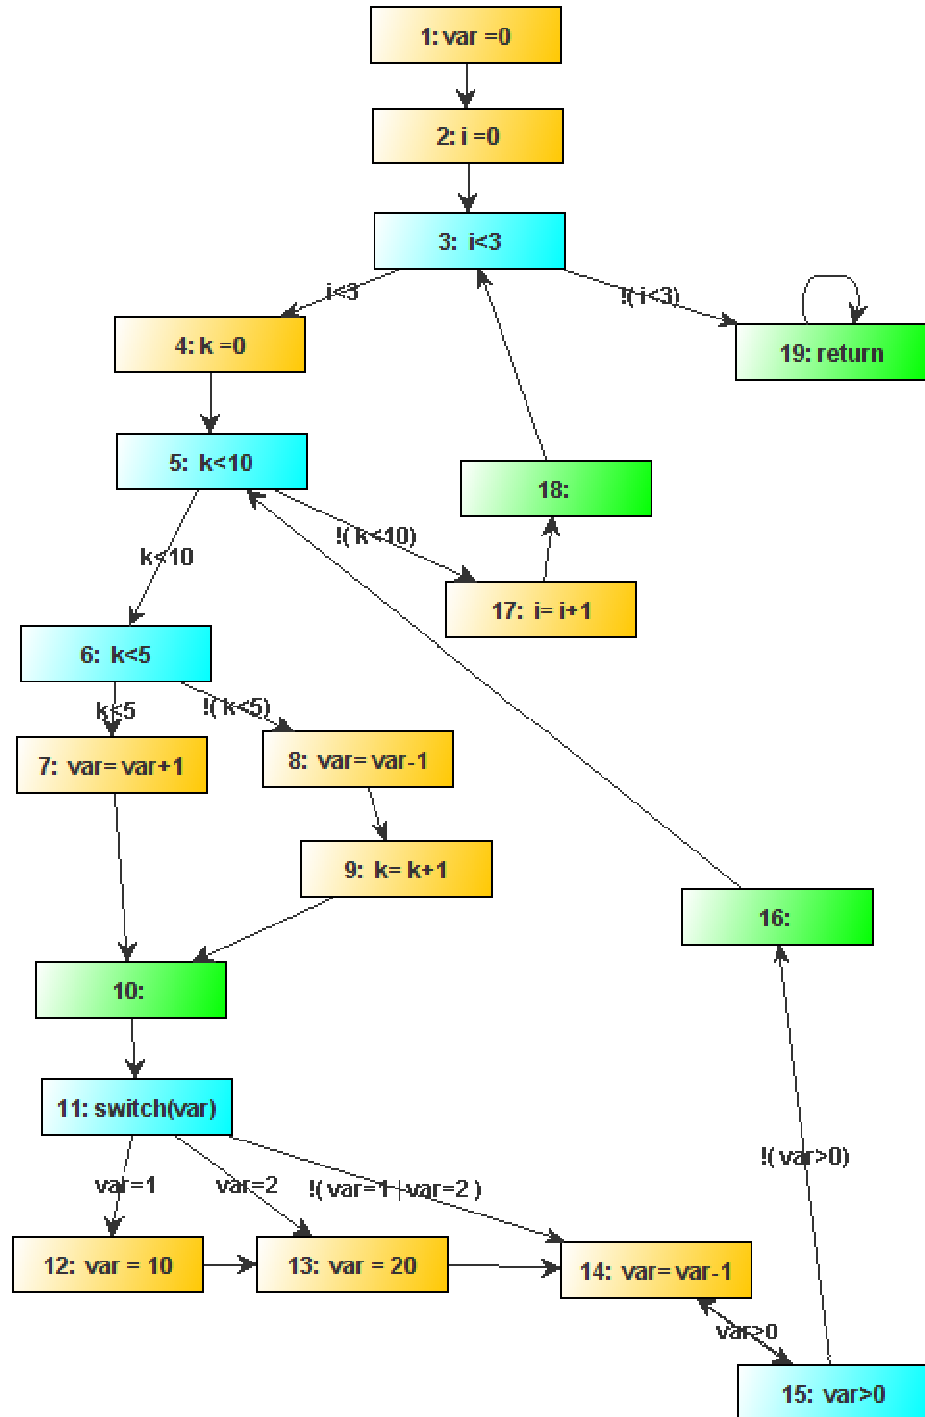 1: var =0
2: i =0
3: i<3
i<3
!( i<3)
4: k =0
19: return
5: k<10
18:
!( k<10)
k<10
17: i= i+1
6: k<5
k<5
!( k<5)
7: var= var+1
8: var= var-1
9: k= k+1
16:
10:
11: switch(var)
!( var>0)
var=1
var=2
!( var=1 | var=2 )
12: var = 10
13: var = 20
14: var= var-1
var>0
15: var>0